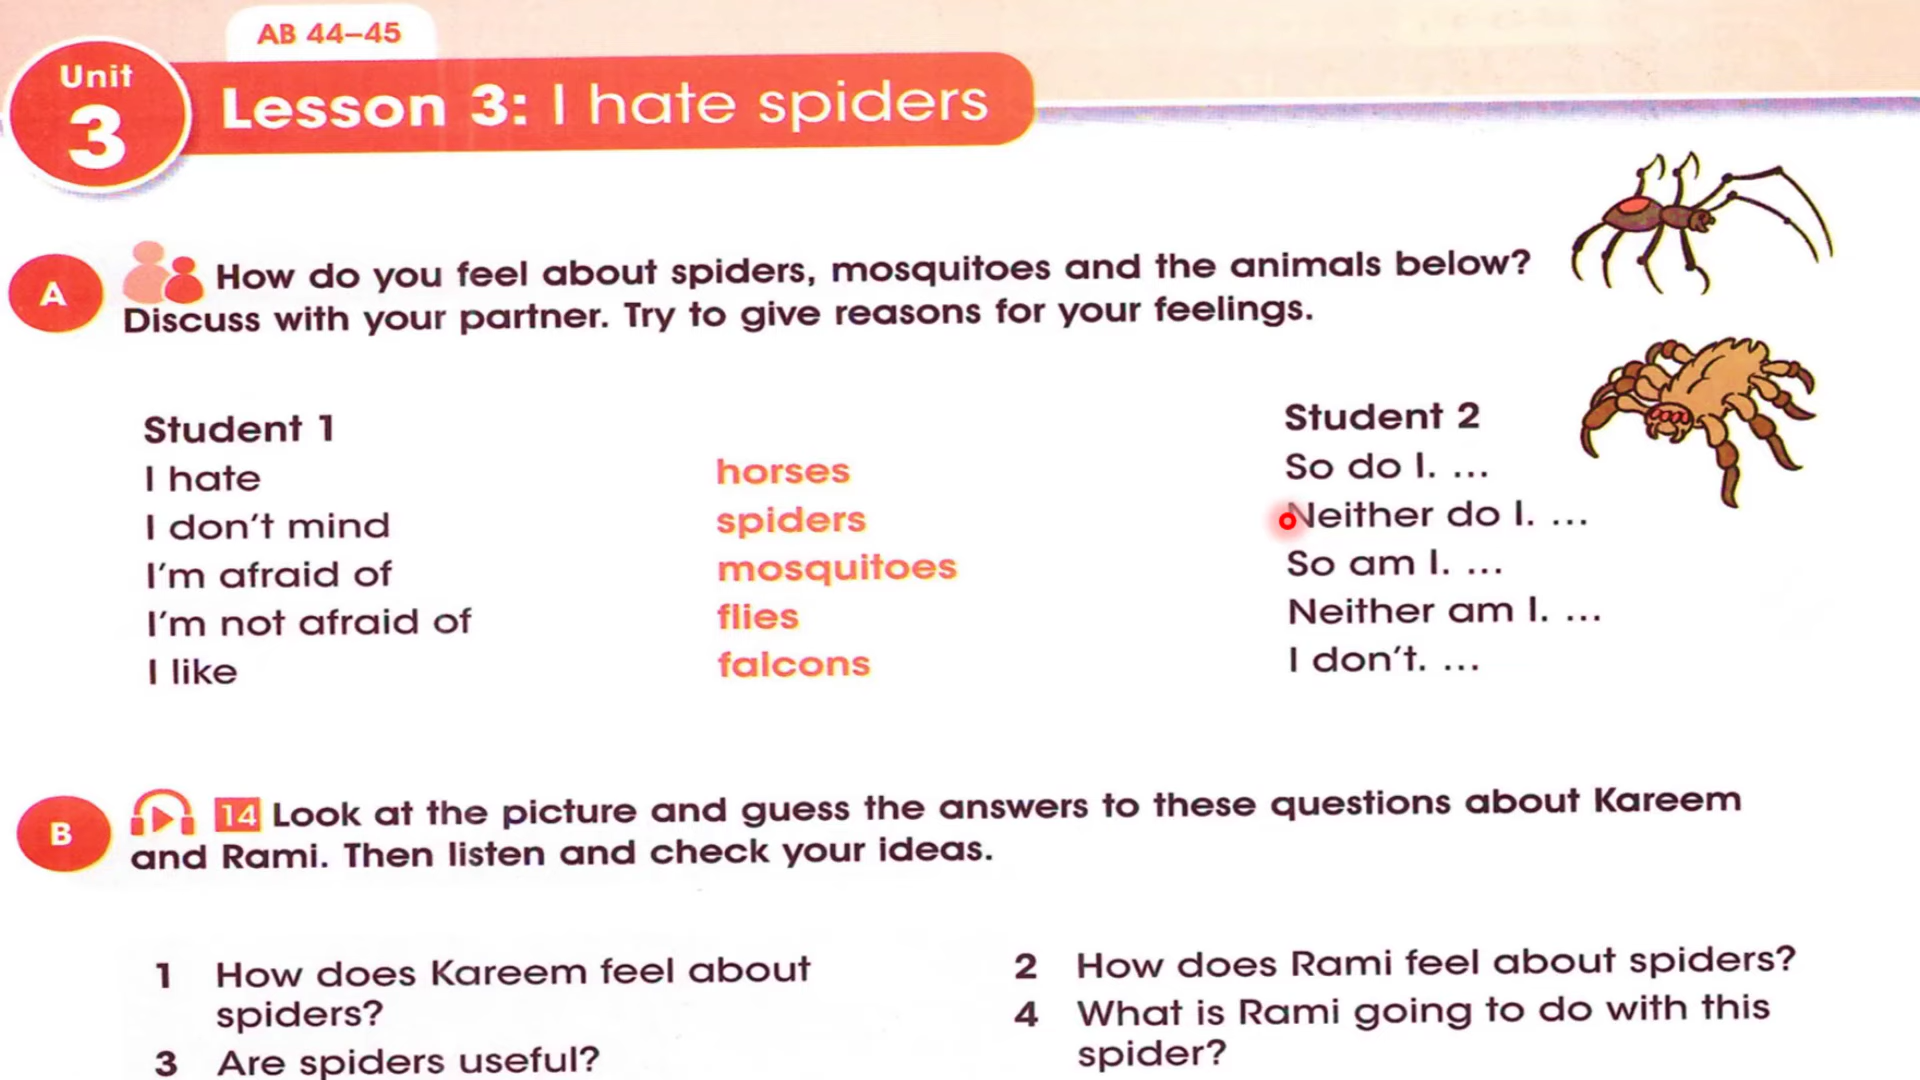 AB 44–45
Unit
3
Lesson 3: I hate spiders
A
How do you feel about spiders, mosquitoes and the animals below?
Discuss with your partner. Try to give reasons for your feelings.
Student 1
I hate
I don't mind
I'm afraid of
I'm not afraid of
I like
horses
spiders
mosquitoes
flies
falcons
Student 2
So do I. ...
Neither do I. ...
So am I. ...
Neither am I. ...
I don't. ...
B
14 Look at the picture and guess the answers to these questions about Kareem
and Rami. Then listen and check your ideas.
1 How does Kareem feel about
spiders?
3 Are spiders useful?
2 How does Rami feel about spiders?
4 What is Rami going to do with this
spider?